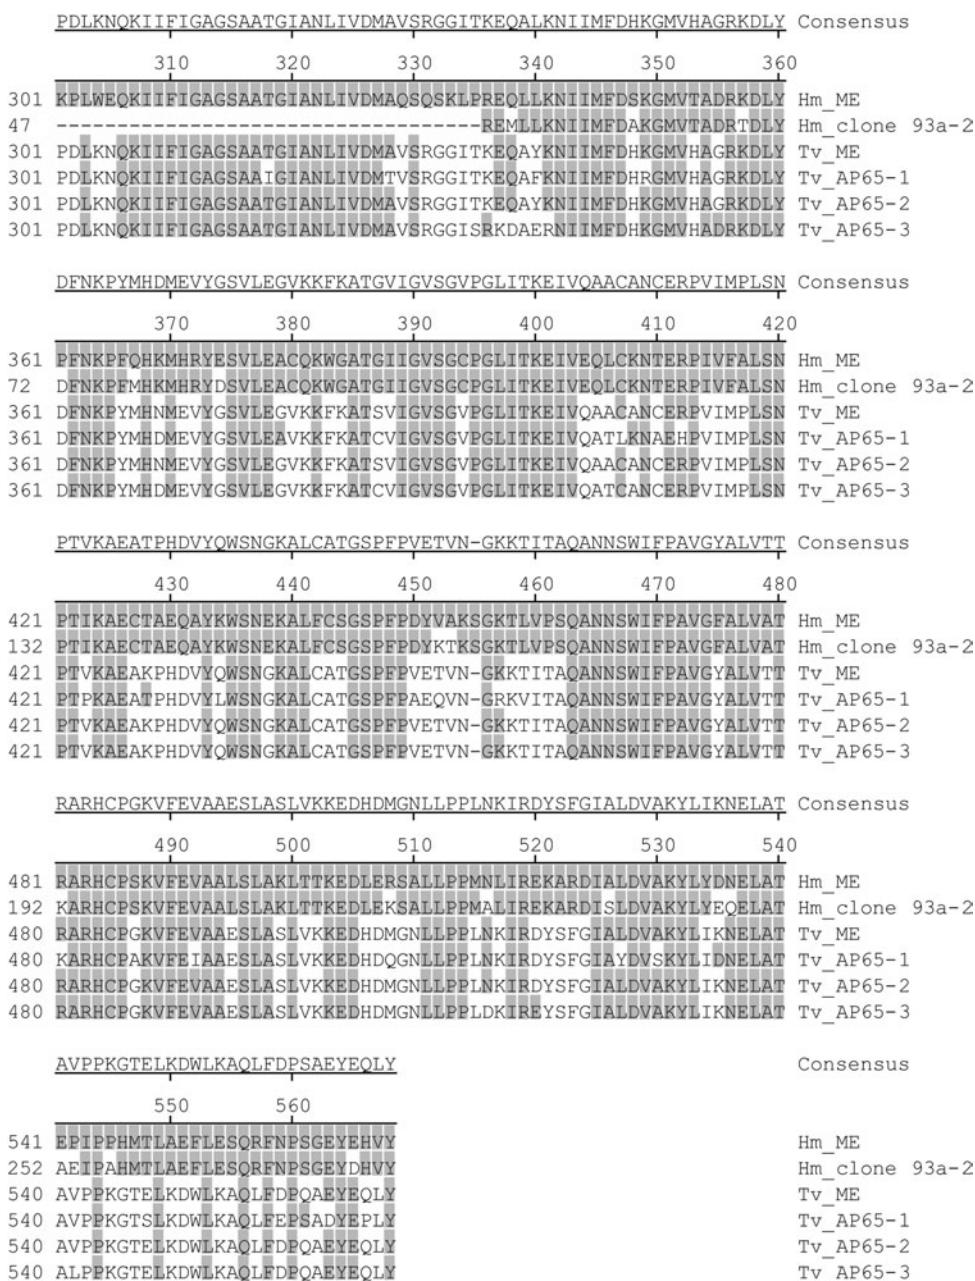 PDLKNQKIIFIGAGSAATGIANLIVDMAVSRGGITKEQALKNIIMFDHKGMVHAGRKDLY Consensus
310 320 330 340 350 360
301 KPLWEQKIIFIGAGSAATGIANLIVDMAQSQSKLPREQLLKNIIMFDSKGMVTADRKDLY Hm_ME
47 -----------------------------------REMLLKNIIMFDAKGMVTADRTDLY Hm_clone 93a-2
301 PDLKNQKIIFIGAGSAATGIANLIVDMAVSRGGITKEQAYKNIIMFDHKGMVHAGRKDLY Tv_ME
301 PDLKNQKIIFIGAGSAAIGIANLIVDMTVSRGGITKEQAFKNIIMFDHRGMVHAGRKDLY Tv_AP65-1
301 PDLKNQKIIFIGAGSAATGIANLIVDMAVSRGGITKEQAYKNIIMFDHKGMVHAGRKDLY Tv_AP65-2
301 PDLKNQKIIFIGAGSAATGIANLIVDMAVSRGGISRKDAERNIIMFDHKGMVHADRKDLY Tv_AP65-3
DFNKPYMHDMEVYGSVLEGVKKFKATGVIGVSGVPGLITKEIVQAACANCERPVIMPLSN Consensus
370 380 390 400 410 420
361 PFNKPFQHKMHRYESVLEACQKWGATGIIGVSGCPGLITKEIVEQLCKNTERPIVFALSN Hm_ME
72 DFNKPFMHKMHRYDSVLEACQKWGATGIIGVSGCPGLITKEIVEQLCKNTERPIVFALSN Hm_clone 93a-2
361 DFNKPYMHNMEVYGSVLEGVKKFKATSVIGVSGVPGLITKEIVQAACANCERPVIMPLSN Tv_ME
361 DFNKPYMHDMEVYGSVLEAVKKFKATCVIGVSGVPGLITKEIVQATLKNAEHPVIMPLSN Tv_AP65-1
361 DFNKPYMHNMEVYGSVLEGVKKFKATSVIGVSGVPGLITKEIVQAACANCERPVIMPLSN Tv_AP65-2
361 DFNKPYMHDMEVYGSVLEGVKKFKATCVIGVSGVPGLITKEIVQATCANCERPVIMPLSN Tv_AP65-3
PTVKAEATPHDVYQWSNGKALCATGSPFPVETVN-GKKTITAQANNSWIFPAVGYALVTT Consensus
430 440 450 460 470 480
421 PTIKAECTAEQAYKWSNEKALFCSGSPFPDYVAKSGKTLVPSQANNSWIFPAVGFALVAT Hm_ME
132 PTIKAECTAEQAYKWSNEKALFCSGSPFPDYKTKSGKTLVPSQANNSWIFPAVGFALVAT Hm_clone 93a-2
421 PTVKAEAKPHDVYQWSNGKALCATGSPFPVETVN-GKKTITAQANNSWIFPAVGYALVTT Tv_ME
421 PTPKAEATPHDVYLWSNGKALCATGSPFPAEQVN-GRKVITAQANNSWIFPAVGYALVTT Tv_AP65-1
421 PTVKAEAKPHDVYQWSNGKALCATGSPFPVETVN-GKKTITAQANNSWIFPAVGYALVTT Tv_AP65-2
421 PTVKAEAKPHDVYQWSNGKALCATGSPFPVETVN-GKKTITAQANNSWIFPAVGYALVTT Tv_AP65-3
RARHCPGKVFEVAAESLASLVKKEDHDMGNLLPPLNKIRDYSFGIALDVAKYLIKNELAT Consensus
490 500 510 520 530 540
481 RARHCPSKVFEVAALSLAKLTTKEDLERSALLPPMNLIREKARDIALDVAKYLYDNELAT Hm_ME
192 KARHCPSKVFEVAALSLAKLTTKEDLEKSALLPPMALIREKARDISLDVAKYLYEQELAT Hm_clone 93a-2
480 RARHCPGKVFEVAAESLASLVKKEDHDMGNLLPPLNKIRDYSFGIALDVAKYLIKNELAT Tv_ME
480 KARHCPAKVFEIAAESLASLVKKEDHDQGNLLPPLNKIRDYSFGIAYDVSKYLIDNELAT Tv_AP65-1
480 RARHCPGKVFEVAAESLASLVKKEDHDMGNLLPPLNKIRDYSFGIALDVAKYLIKNELAT Tv_AP65-2
480 RARHCPGKVFEVAAESLASLVKKEDHDMGNLLPPLDKIREYSFGIALDVAKYLIKNELAT Tv_AP65-3
AVPPKGTELKDWLKAQLFDPSAEYEQLY Consensus
550 560
541 EPIPPHMTLAEFLESQRFNPSGEYEHVY Hm_ME
252 AEIPAHMTLAEFLESQRFNPSGEYDHVY Hm_clone 93a-2
540 AVPPKGTELKDWLKAQLFDPQAEYEQLY Tv_ME
540 AVPPKGTSLKDWLKAQLFEPSADYEPLY Tv_AP65-1
540 AVPPKGTELKDWLKAQLFDPQAEYEQLY Tv_AP65-2
540 ALPPKGTELKDWLKAQLFDPQAEYEQLY Tv_AP65-3